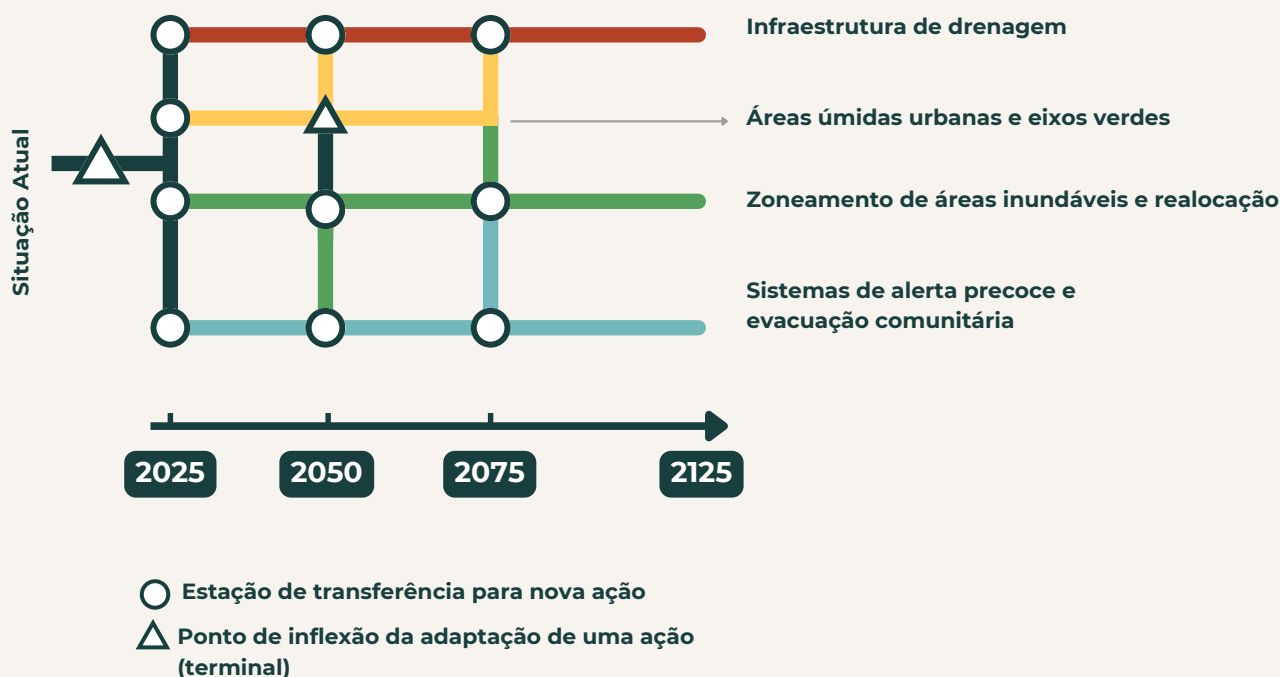 Infraestrutura de drenagem
Áreas úmidas urbanas e eixos verdes
Situação Atual
Zoneamento de áreas inundáveis e realocação
Sistemas de alerta precoce e
evacuação comunitária
2025 2050 2075 2125
Estação de transferência para nova ação
Ponto de inflexão da adaptação de uma ação
(terminal)